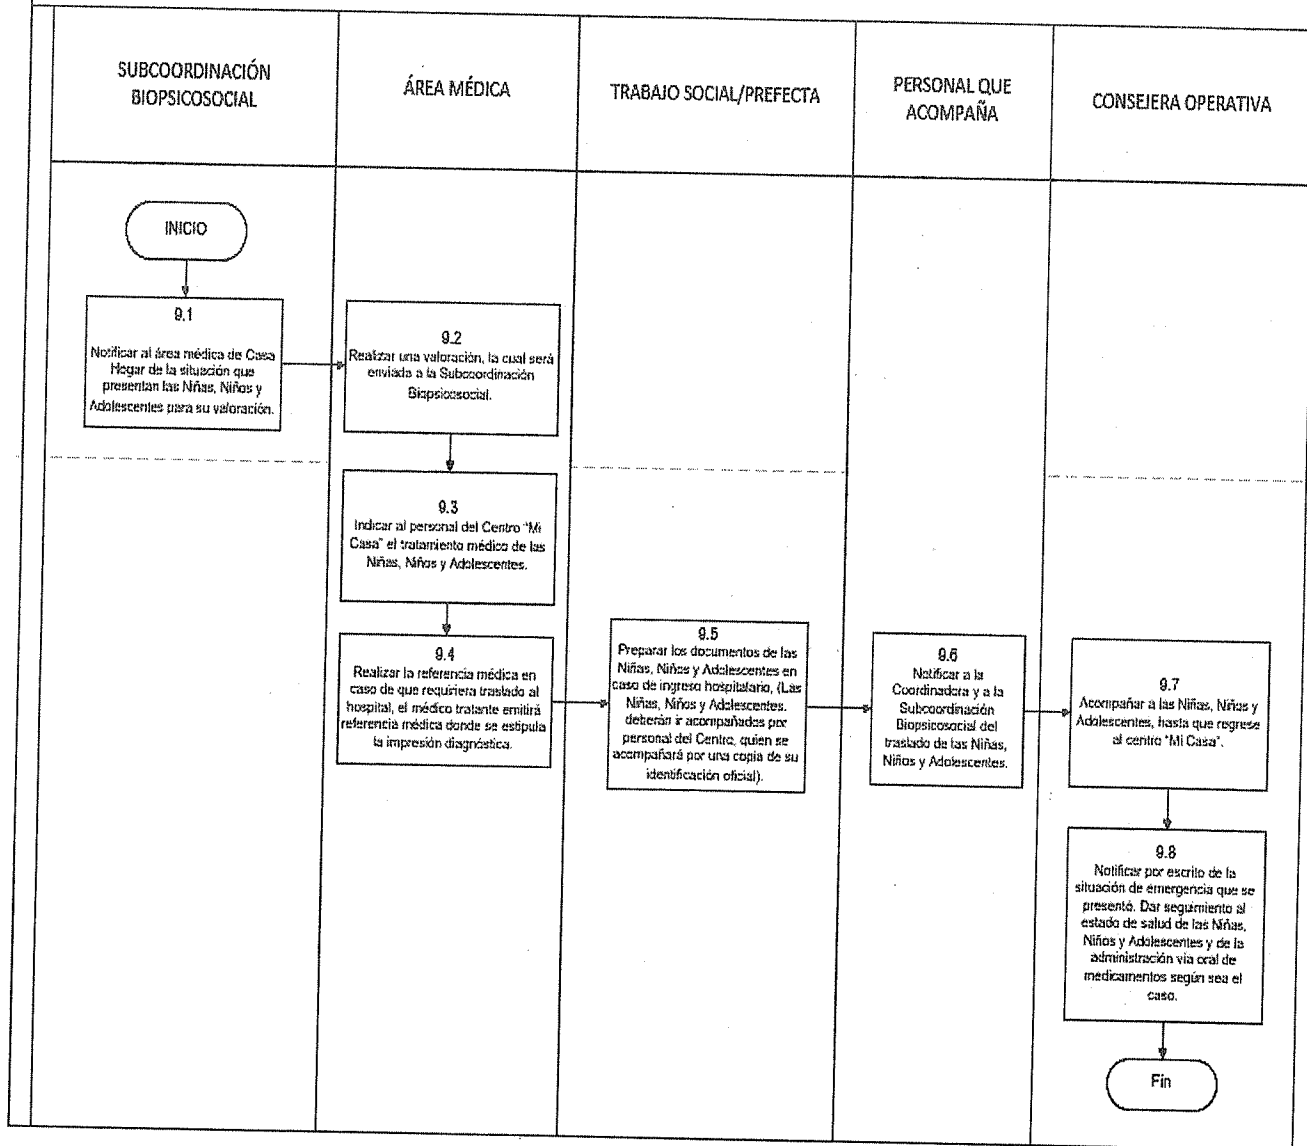 SUBCOORDINACIÓN
BIOPSICOSOCIAL
ÁREA MÉDICA
TRABAJO SOCIAL/PREFECTA
PERSONAL QUE
ACOMPAÑA
CONSEJERA OPERATIVA
INICIO
9.1
Notificar al área médica de Casa
Hogar de la situación que
presentan las Niñas, Niños y
Adolescentes para su valoración.
9.2
Realizar una valoración, la cual será
enviada a la Subcoordinación
Biopsicosocial.
9.3
Indicar al personal del Centro "Mi
Casa" el tratamiento médico de las
Niñas, Niños y Adolescentes.
9.4
Realizar la referencia médica en
caso de que requiriera traslado al
hospital, el médico tratante emitirá
referencia médica donde se estipula
la impresión diagnóstica.
9.5
Preparar los documentos de las
Niñas, Niños y Adolescentes en
caso de ingreso hospitalario, (Las
Niñas, Niños y Adolescentes.
deberán ir acompañados por
personal del Centro, quien se
acompañará por una copia de su
identificación oficial).
9.6
Notificar a la
Coordinadora y a la
Subcoordinación
Biopsicosocial del
traslado de las Niñas,
Niños y Adolescentes.
9.7
Acompañar a las Niñas, Niños y
Adolescentes, hasta que regrese
al centro "Mi Casa".
9.8
Notificar por escrito de la
situación de emergencia que se
presentó. Dar seguimiento al
estado de salud de las Niñas,
Niños y Adolescentes y de la
administración vía oral de
medicamentos según sea el
caso.
Fin